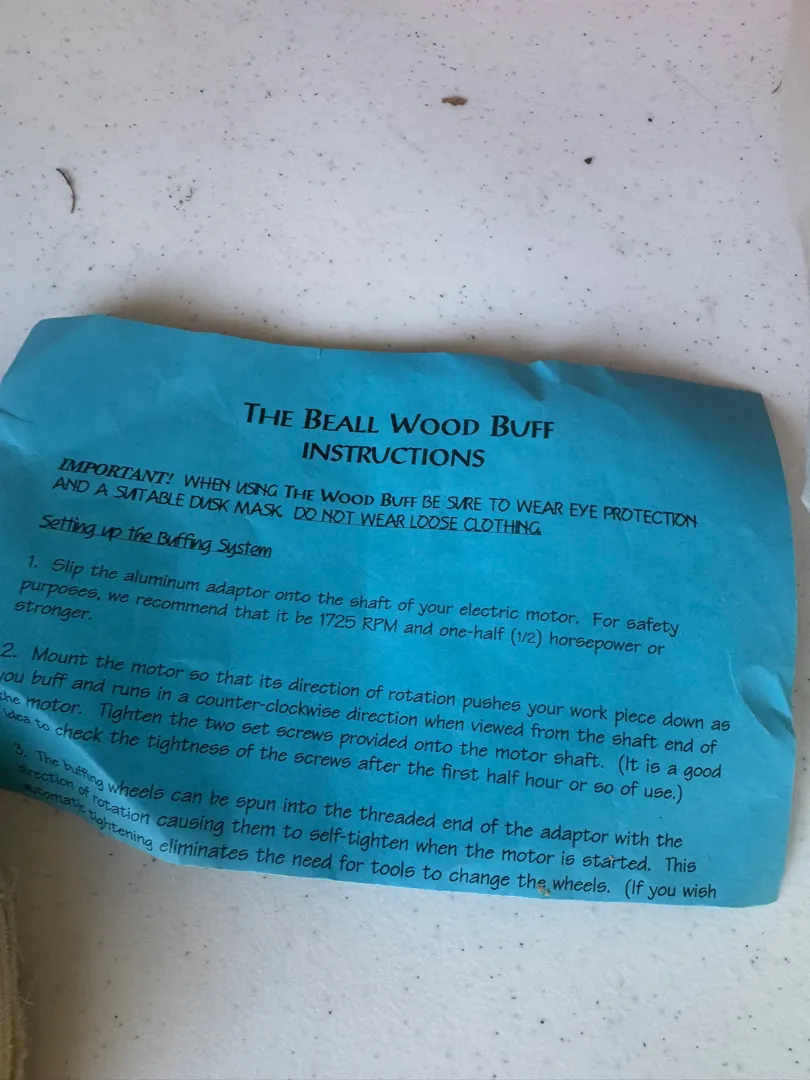 THE BEALL WOOD BUFF
INSTRUCTIONS
IMPORTANT! WHEN USING THE WOOD BUFF BE SURE TO WEAR EYE PROTECTION
AND A SUITABLE DUSK MASK. DO NOT WEAR LOOSE CLOTHING.
Setting up the Buffing System
1. Slip the aluminum adaptor onto the shaft of your electric motor. For safety
purposes, we recommend that it be 1725 RPM and one-half (1/2) horsepower or
stronger.
2. Mount the motor so that its direction of rotation pushes your work piece down as
you buff and runs in a counter-clockwise direction when viewed from the shaft end of
the motor. Tighten the two set screws provided onto the motor shaft. (It is a good
idea to check the tightness of the screws after the first half hour or so of use.)
3. The buffing wheels can be spun into the threaded end of the adaptor with the
direction of rotation causing them to self-tighten when the motor is started. This
automatic tightening eliminates the need for tools to change the wheels. (If you wish